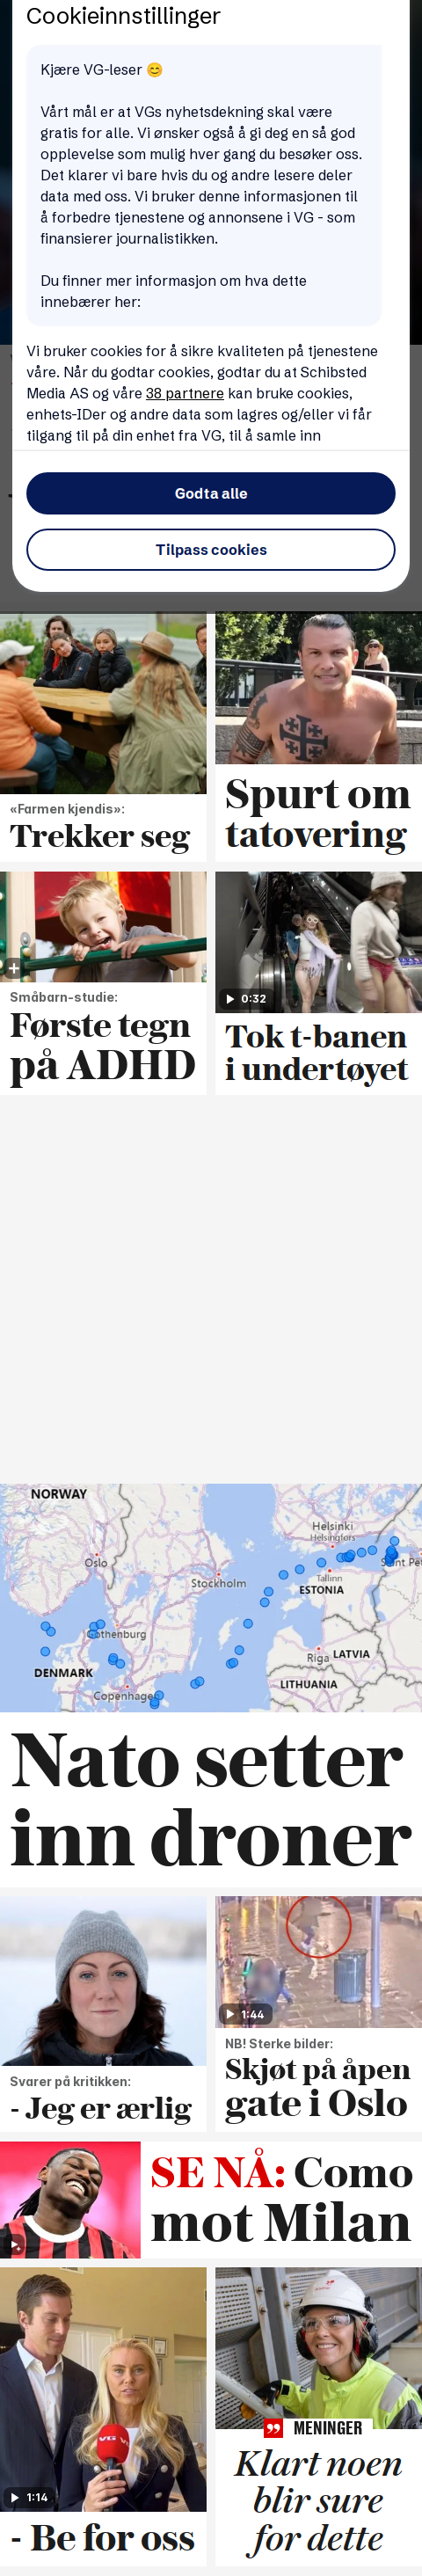 Cookieinnstillinger
Kjære VG-leser 😊
Vårt mål er at VGs nyhetsdekning skal være
gratis for alle. Vi ønsker også å gi deg en så god
opplevelse som mulig hver gang du besøker oss.
Det klarer vi bare hvis du og andre lesere deler
data med oss. Vi bruker denne informasjonen til
å forbedre tjenestene og annonsene i VG - som
finansierer journalistikken.
Du finner mer informasjon om hva dette
innebærer her:
Vi bruker cookies for å sikre kvaliteten på tjenestene
våre. Når du godtar cookies, godtar du at Schibsted
Media AS og våre 38 partnere kan bruke cookies,
enhets-IDer og andre data som lagres og/eller vi får
tilgang til på din enhet fra VG, til å samle inn
Godta alle
Tilpass cookies
«Farmen kjendis»:
Trekker seg
Spurt om
tatovering
Småbarn-studie:
Første tegn
på ADHD
0:32
Tok t-banen
i undertøyet
NORWAY
Oslo
Stockholm
Helsinki
Helsingfors
Tallinn
ESTONIA
Saint Pet
Gothenburg
DENMARK
Copenhagen
Riga
LATVIA
LITHUANIA
Nato setter
inn droner
Svarer på kritikken:
- Jeg er ærlig
1:44
NB! Sterke bilder:
Skjøt på åpen
gate i Oslo
SE NÅ: Como
mot Milan
VG
1:14
- Be for oss
MENINGER
Klart noen
blir sure
for dette